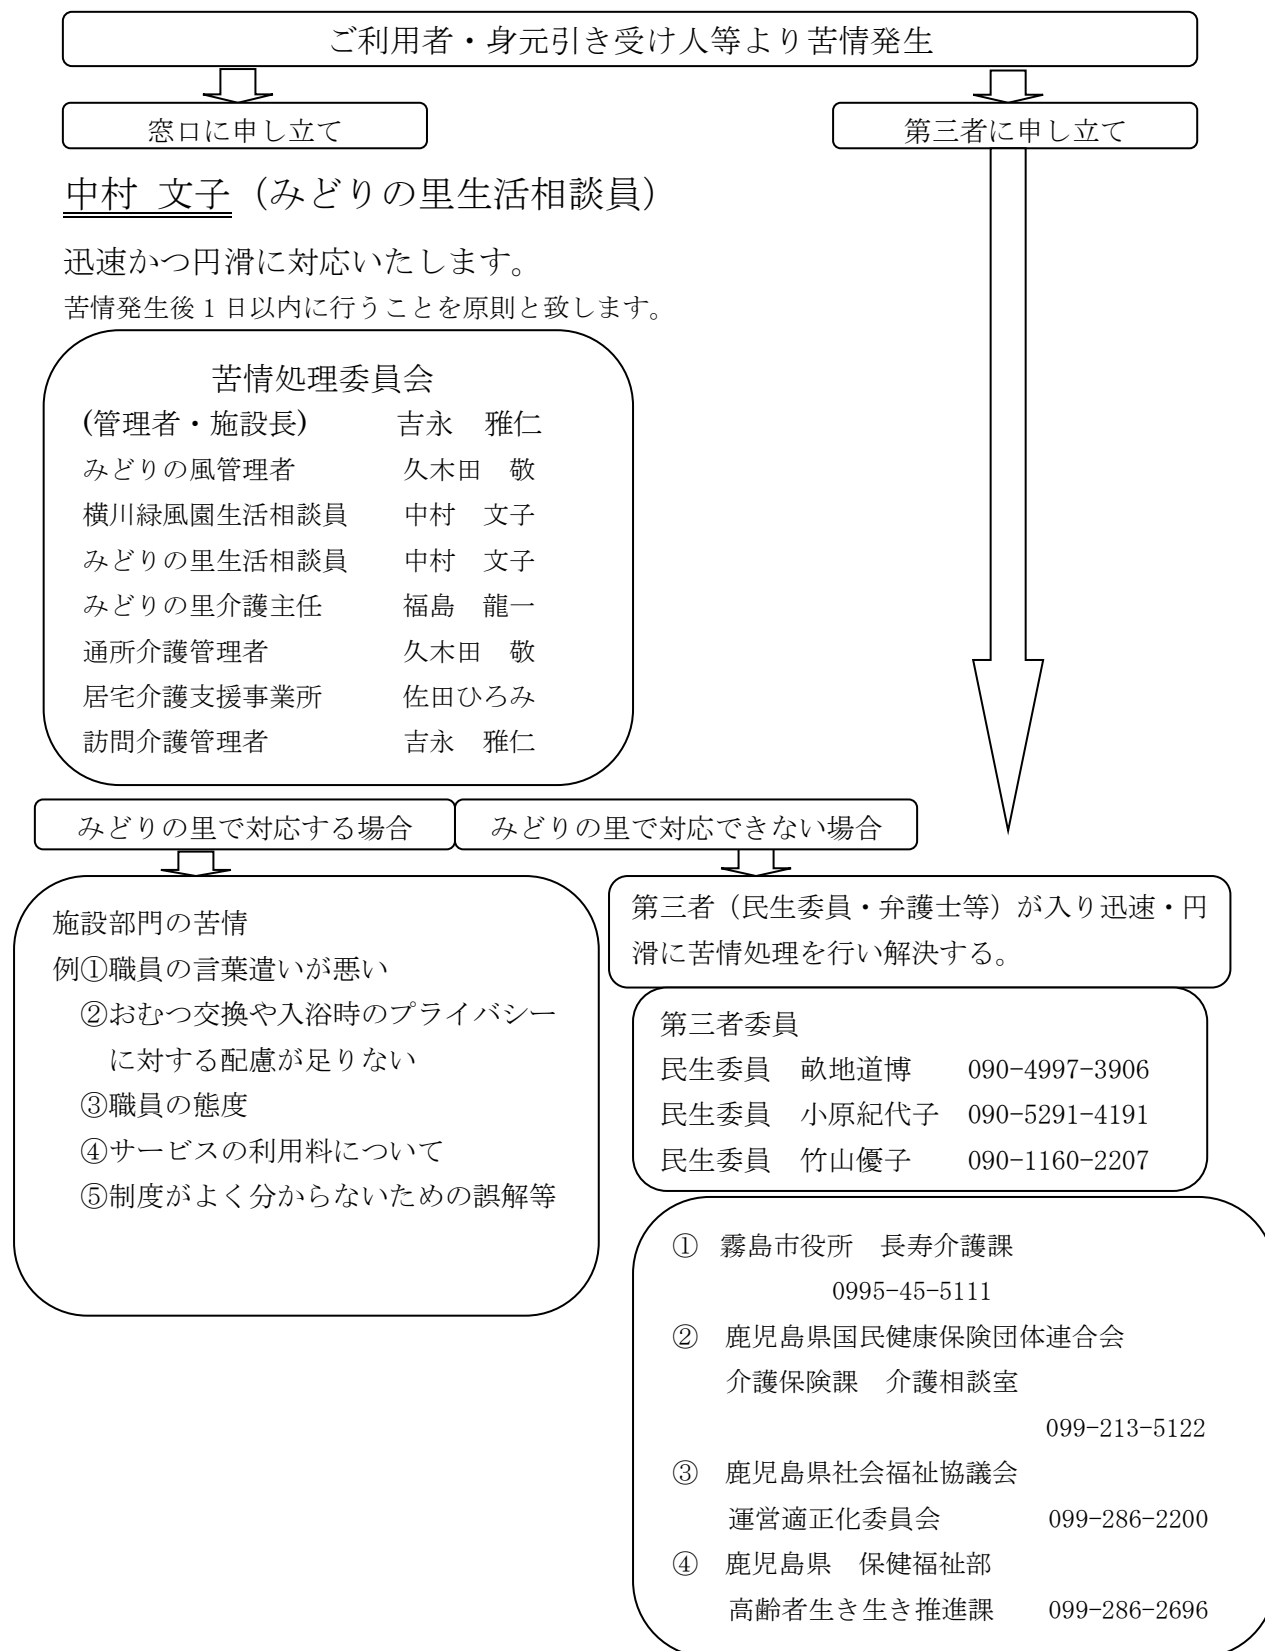 ご利用者・身元引き受け人等より苦情発生
窓口に申し立て
第三者に申し立て
中村 文子（みどりの里生活相談員）
迅速かつ円滑に対応いたします。
苦情発生後1日以内に行うことを原則と致します。
苦情処理委員会
(管理者・施設長)　吉永　雅仁
みどりの風管理者　久木田　敬
横川緑風園生活相談員　中村　文子
みどりの里生活相談員　中村　文子
みどりの里介護主任　福島　龍一
通所介護管理者　久木田　敬
居宅介護支援事業所　佐田ひろみ
訪問介護管理者　吉永　雅仁
みどりの里で対応する場合
みどりの里で対応できない場合
施設部門の苦情
例①職員の言葉遣いが悪い
②おむつ交換や入浴時のプライバシー
に対する配慮が足りない
③職員の態度
④サービスの利用料について
⑤制度がよく分からないための誤解等
第三者（民生委員・弁護士等）が入り迅速・円
滑に苦情処理を行い解決する。
第三者委員
民生委員　畝地道博　090-4997-3906
民生委員　小原紀代子　090-5291-4191
民生委員　竹山優子　090-1160-2207
①　霧島市役所　長寿介護課
0995-45-5111
②　鹿児島県国民健康保険団体連合会
介護保険課　介護相談室
099-213-5122
③　鹿児島県社会福祉協議会
運営適正化委員会　099-286-2200
④　鹿児島県　保健福祉部
高齢者生き生き推進課　099-286-2696